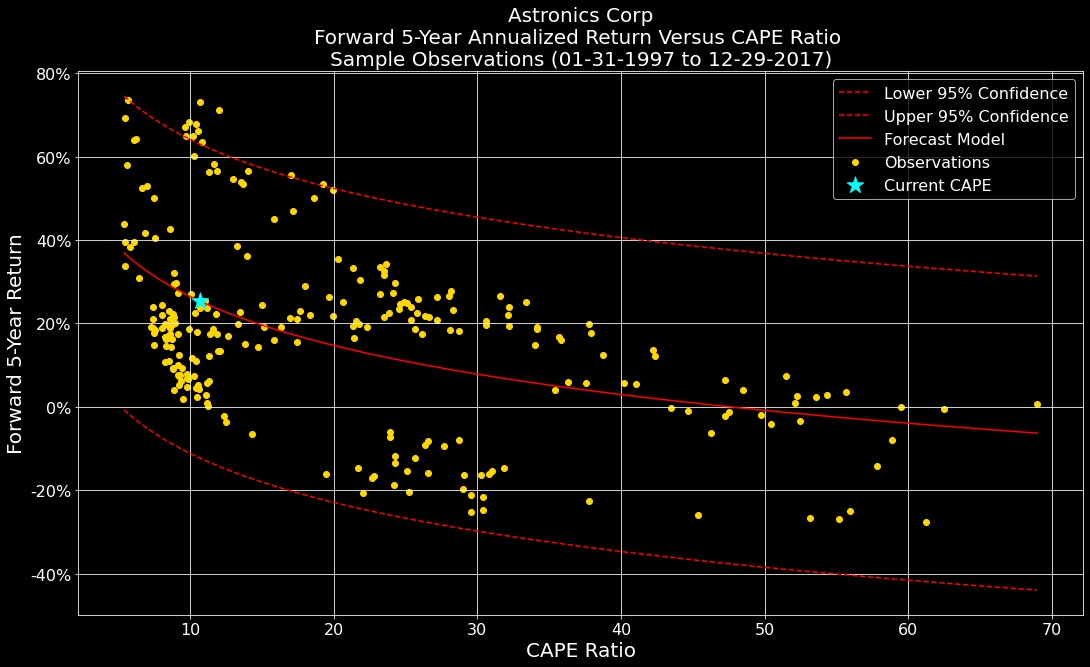 Astronics Corp
Forward 5-Year Annualized Return Versus CAPE Ratio
Sample Observations (01-31-1997 to 12-29-2017)
Lower 95% Confidence
Upper 95% Confidence
Forecast Model
Observations
Current CAPE
Forward 5-Year Return
80%
60%
40%
20%
0%
-20%
-40%
10 20 30 40 50 60 70
CAPE Ratio